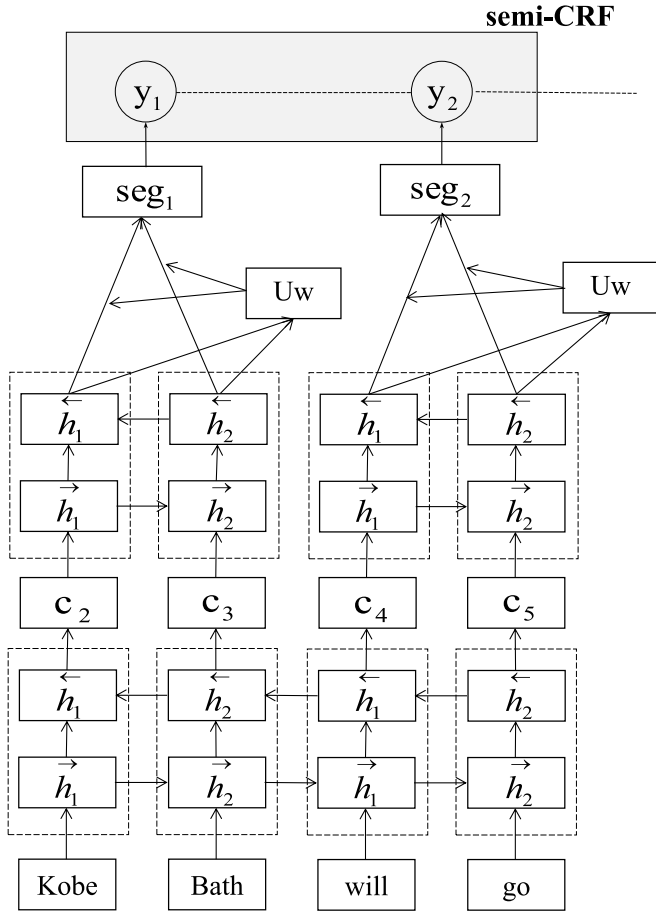 semi-CRF
y₁ y₂
seg₁ seg₂
Uw Uw
←h₁ ←h₂ ←h₁ ←h₂
→h₁ →h₂ →h₁ →h₂
c₂ c₃ c₄ c₅
←h₁ ←h₂ ←h₁ ←h₂
→h₁ →h₂ →h₁ →h₂
Kobe Bath will go